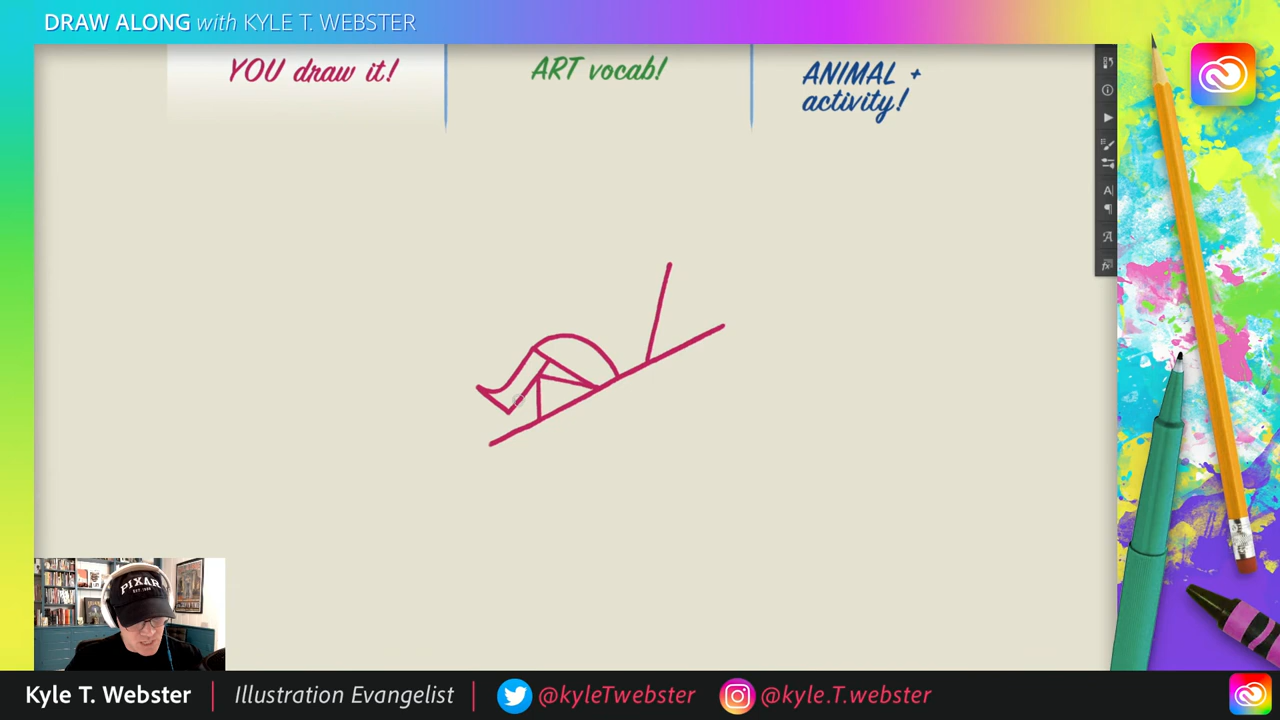 DRAW ALONG with KYLE T. WEBSTER
YOU draw it!
ART vocab!
ANIMAL +
activity!
A|
¶
A
fx
PIXAR
Kyle T. Webster | Illustration Evangelist @kyleTwebster @kyle.T.webster